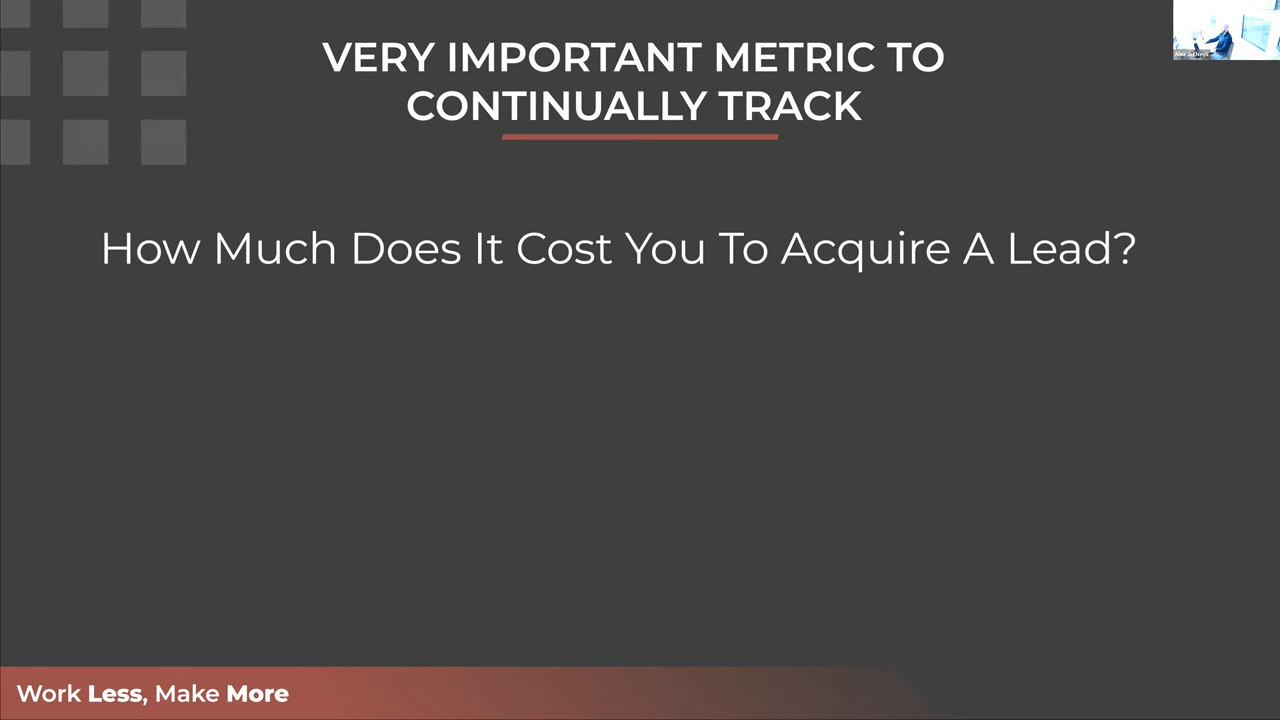 VERY IMPORTANT METRIC TO
CONTINUALLY TRACK
How Much Does It Cost You To Acquire A Lead?
Work Less, Make More